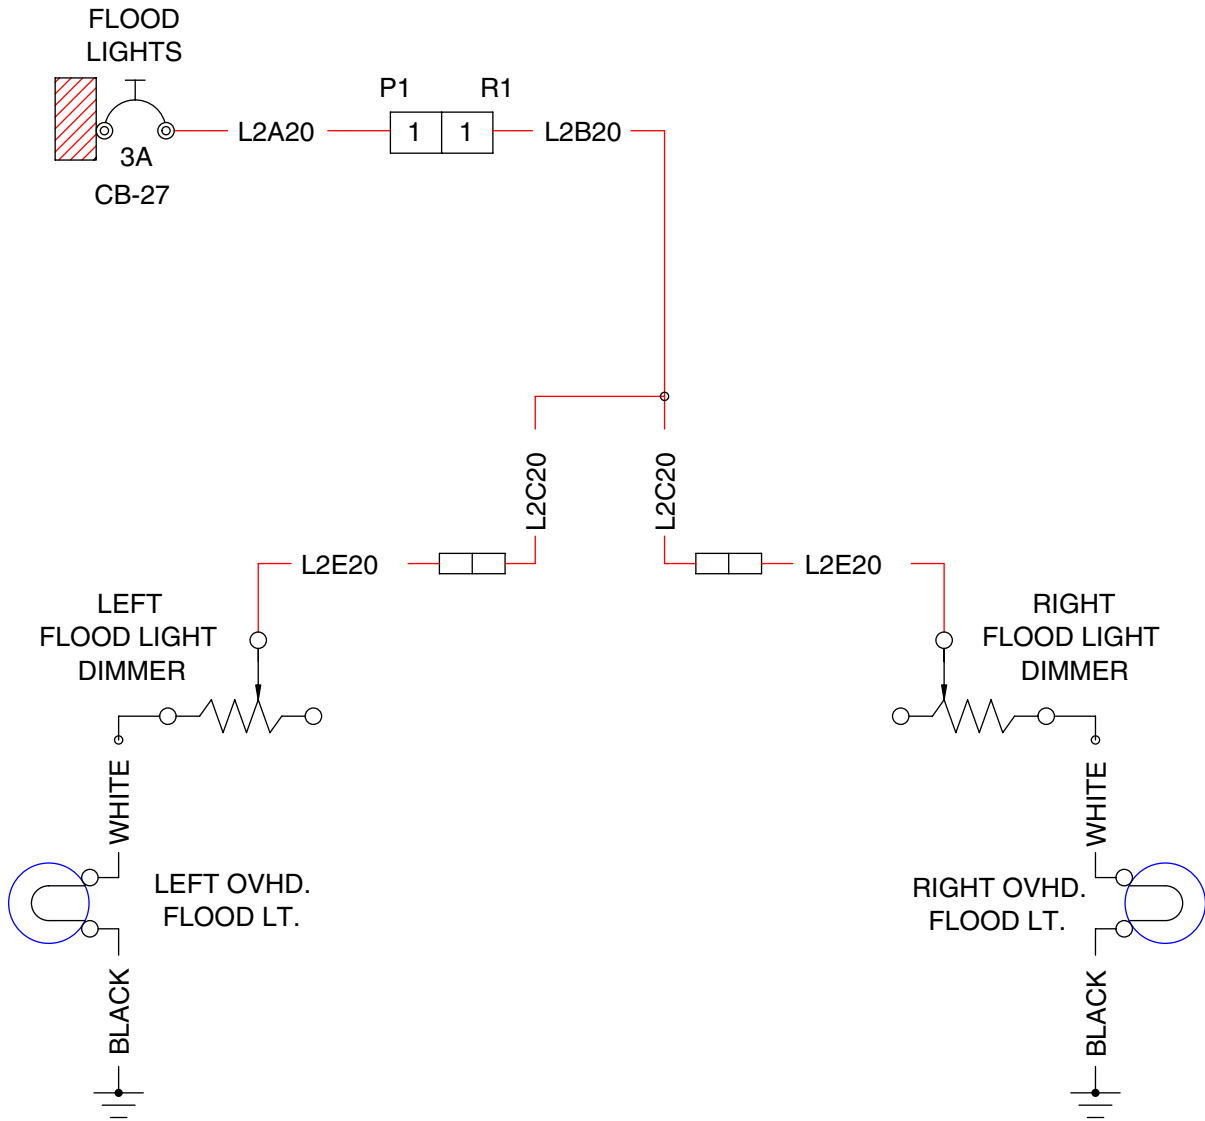 FLOOD
LIGHTS
P1
R1
L2A20
1
1
L2B20
3A
CB-27
L2C20
L2C20
L2E20
L2E20
LEFT
FLOOD LIGHT
DIMMER
RIGHT
FLOOD LIGHT
DIMMER
WHITE
WHITE
LEFT OVHD.
FLOOD LT.
RIGHT OVHD.
FLOOD LT.
BLACK
BLACK